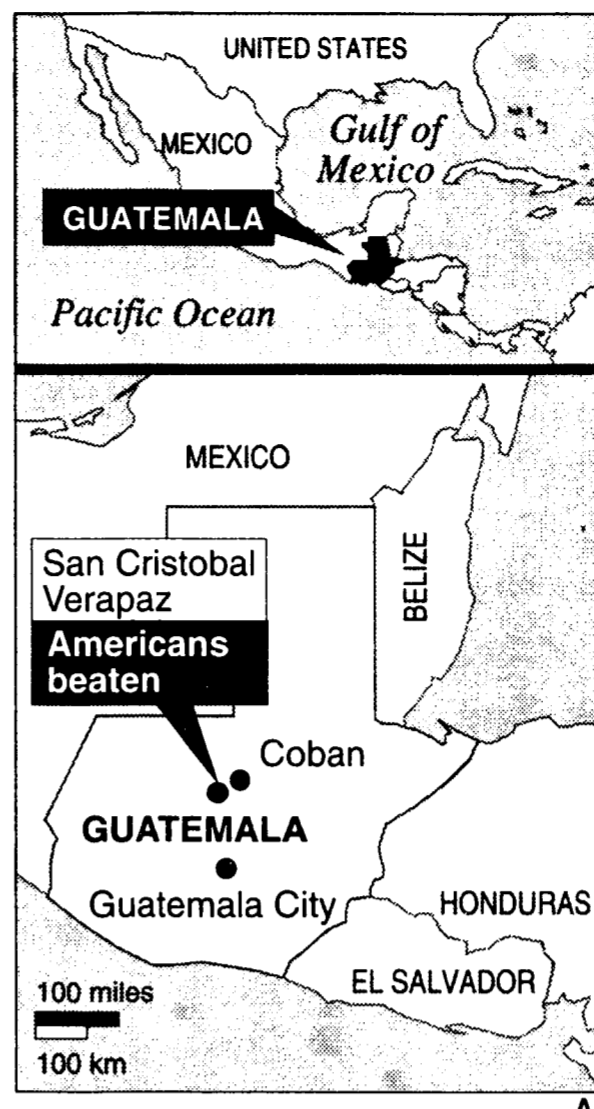 UNITED STATES
MEXICO
Gulf of
Mexico
GUATEMALA
Pacific Ocean
MEXICO
BELIZE
San Cristobal
Verapaz
Americans
beaten
Coban
GUATEMALA
Guatemala City
HONDURAS
EL SALVADOR
100 miles
100 km